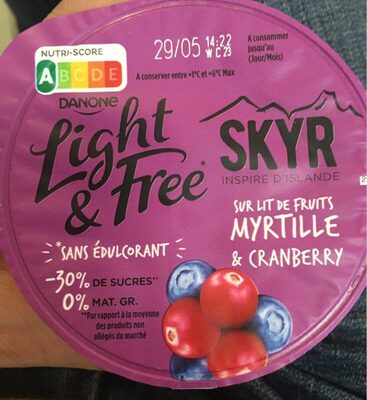 NUTRI-SCORE
A B C D E
29/05 14:22
W C 23
A consommer
jusqu'au
(Jour/Mois)
A conserver entre +1°C et +6°C Max
DANONE
Light
& Free*
SKYR
INSPIRÉ D'ISLANDE
SUR LIT DE FRUITS
MYRTILLE
& CRANBERRY
*SANS ÉDULCORANT
-30% DE SUCRES**
0% MAT. GR.
**Par rapport à la moyenne
des produits non
allégés du marché